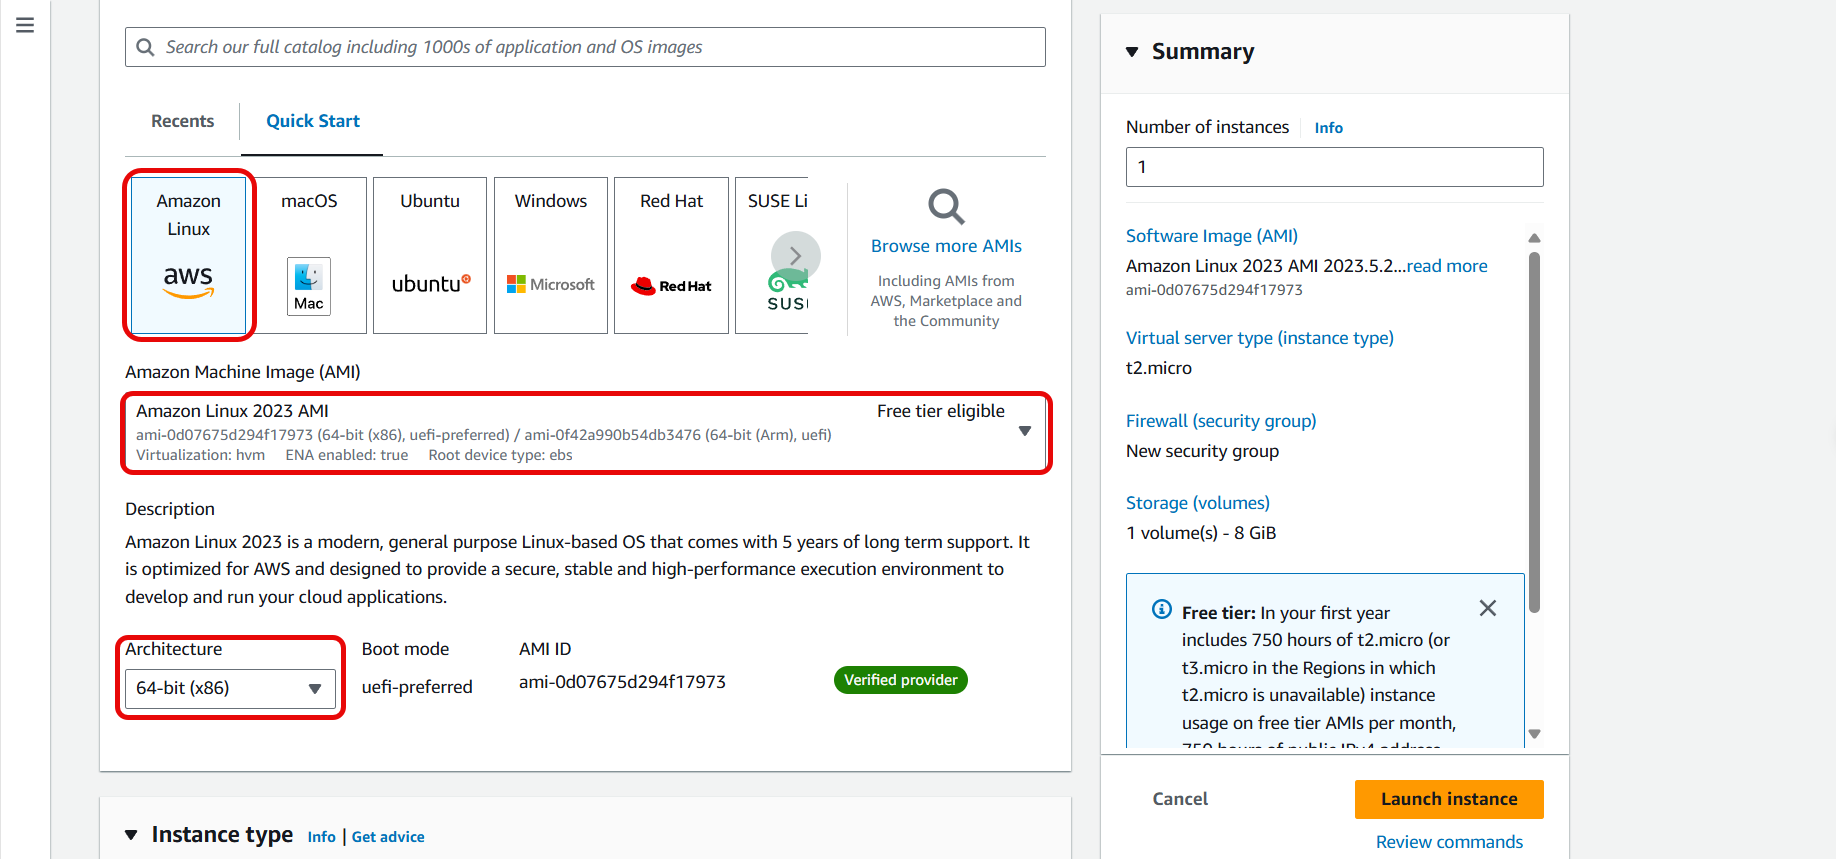 Search our full catalog including 1000s of application and OS images
Recents
Quick Start
Amazon
Linux
aws
macOS
Mac
Ubuntu
ubuntu
Windows
Microsoft
Red Hat
Red Hat
SUSE Li
SUS
Browse more AMIs
Including AMIs from
AWS, Marketplace and
the Community
Amazon Machine Image (AMI)
Amazon Linux 2023 AMI
Free tier eligible
ami-0d07675d294f17973 (64-bit (x86), uefi-preferred) / ami-0f42a990b54db3476 (64-bit (Arm), uefi)
Virtualization: hvm ENA enabled: true Root device type: ebs
Description
Amazon Linux 2023 is a modern, general purpose Linux-based OS that comes with 5 years of long term support. It
is optimized for AWS and designed to provide a secure, stable and high-performance execution environment to
develop and run your cloud applications.
Architecture
64-bit (x86)
Boot mode
uefi-preferred
AMI ID
ami-0d07675d294f17973
Verified provider
Instance type Info | Get advice
Summary
Number of instances Info
1
Software Image (AMI)
Amazon Linux 2023 AMI 2023.5.2...read more
ami-0d07675d294f17973
Virtual server type (instance type)
t2.micro
Firewall (security group)
New security group
Storage (volumes)
1 volume(s) - 8 GiB
Free tier: In your first year
includes 750 hours of t2.micro (or
t3.micro in the Regions in which
t2.micro is unavailable) instance
usage on free tier AMIs per month,
750 hours of public IPv4 address
Cancel
Launch instance
Review commands